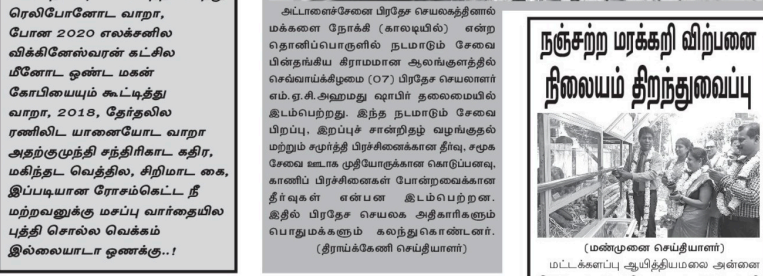 ரெலிபோனோட வாறா,
போன 2020 எலக்சனில
விக்கினேஸ்வரன் கட்சில
மீனோட ஒண்ட மகன்
கோபியையும் கூட்டித்து
வாறா, 2018, தேர்தலில
ரணிலிட யானையோட வாறா
அதற்குமுந்தி சந்திரிகாட கதிர,
மகிந்தட வெத்தில, சிறிமாட கை,
இப்படியான ரோசம்கெட்ட நீ
மற்றவனுக்கு மசப்பு வார்தையில
புத்தி சொல்ல வெக்கம்
இல்லையாடா ஒணக்கு..!
அட்டாளைச்சேனை பிரதேச செயலகத்தினால்
மக்களை நோக்கி (காலடியில்) என்ற
தொனிப்பொருளில் நடமாடும் சேவை
பின்தங்கிய கிராமமான ஆலங்குளத்தில்
செவ்வாய்க்கிழமை (07) பிரதேச செயலாளர்
எம்.ஏ.சி.அஹமது ஷாபிர் தலைமையில்
இடம்பெற்றது. இந்த நடமாடும் சேவை
பிறப்பு, இறப்புச் சான்றிதழ் வழங்குதல்
மற்றும் சமுர்த்தி பிரச்சினைக்கான தீர்வு, சமூக
சேவை ஊடாக முதியோருக்கான கொடுப்பனவு,
காணிப் பிரச்சினைகள் போன்றவைக்கான
தீர்வுகள் என்பன இடம்பெற்றன.
இதில் பிரதேச செயலக அதிகாரிகளும்
பொதுமக்களும் கலந்துகொண்டனர்.
(திராய்க்கேணி செய்தியாளர்)
நஞ்சற்ற மரக்கறி விற்பனை
நிலையம் திறந்துவைப்பு
(மண்முனை செய்தியாளர்)
மட்டக்களப்பு ஆயித்தியமலை அன்னை